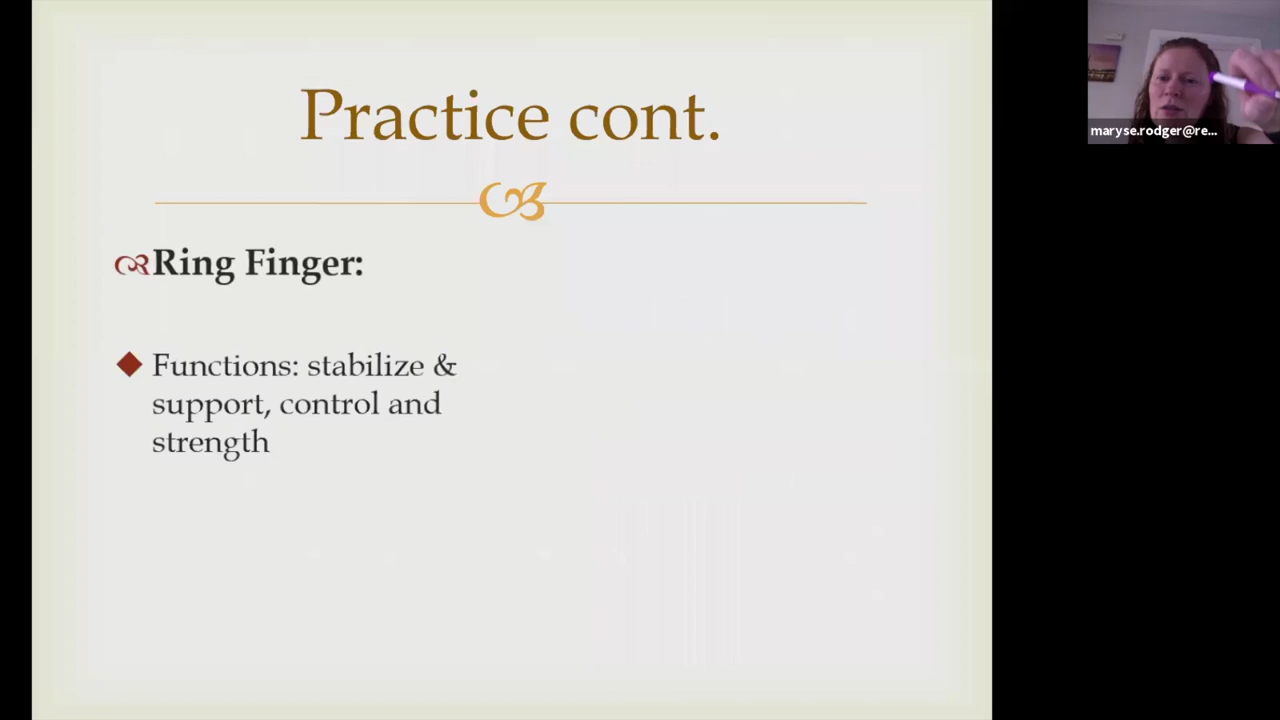 Practice cont.
Ring Finger:
Functions: stabilize &
support, control and
strength
maryse.rodger@re...